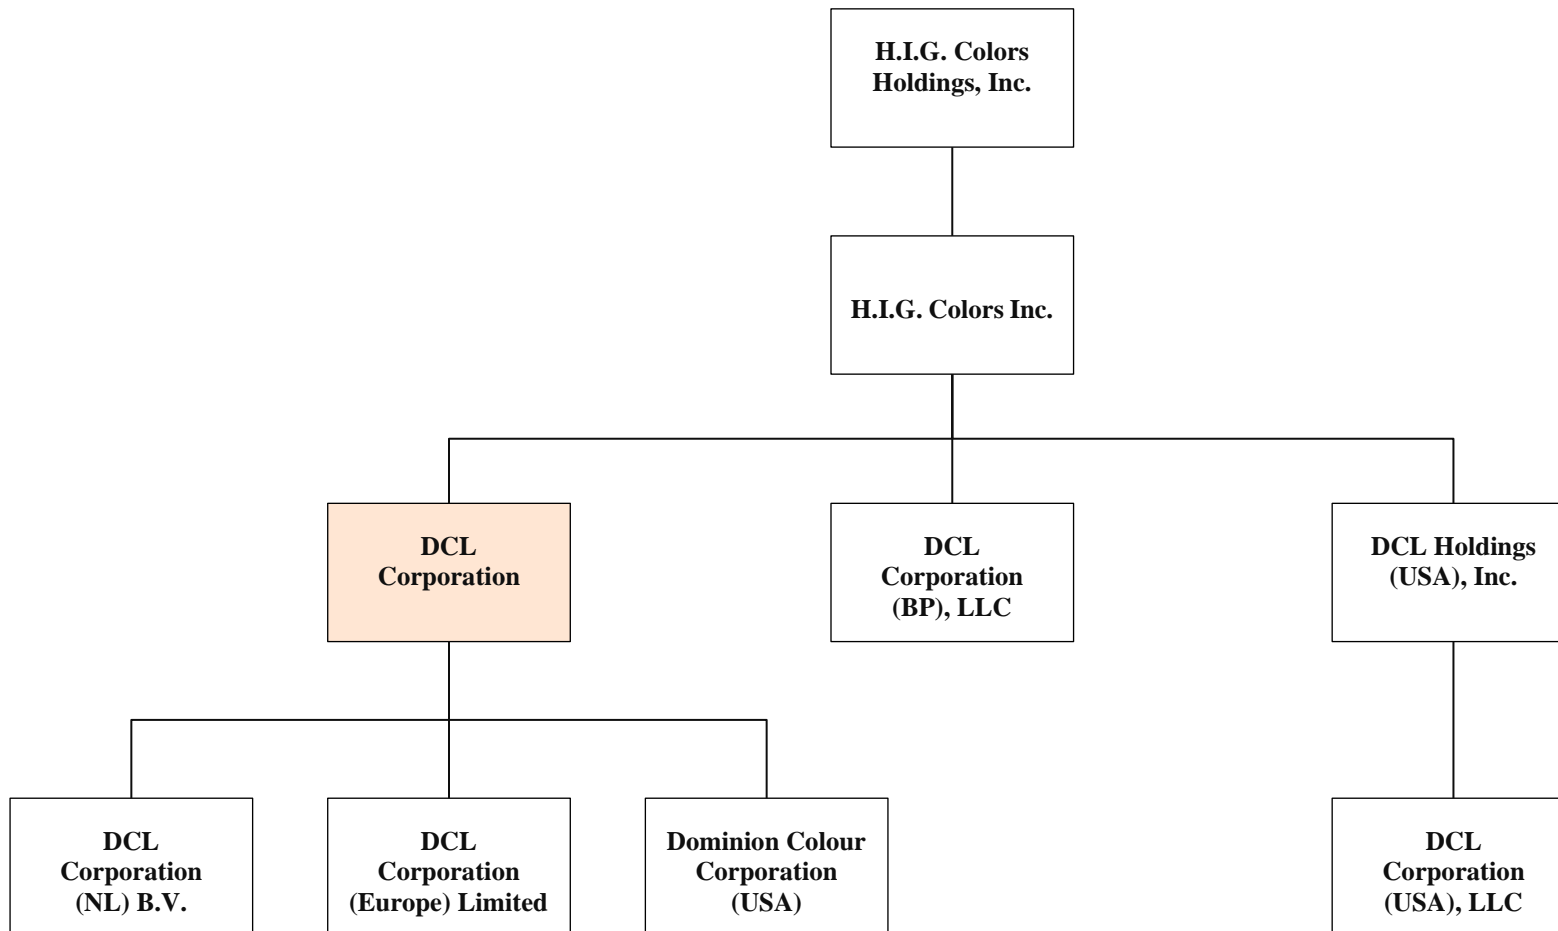 H.I.G. Colors
Holdings, Inc.
H.I.G. Colors Inc.
DCL
Corporation
DCL
Corporation
(BP), LLC
DCL Holdings
(USA), Inc.
DCL
Corporation
(NL) B.V.
DCL
Corporation
(Europe) Limited
Dominion Colour
Corporation
(USA)
DCL
Corporation
(USA), LLC